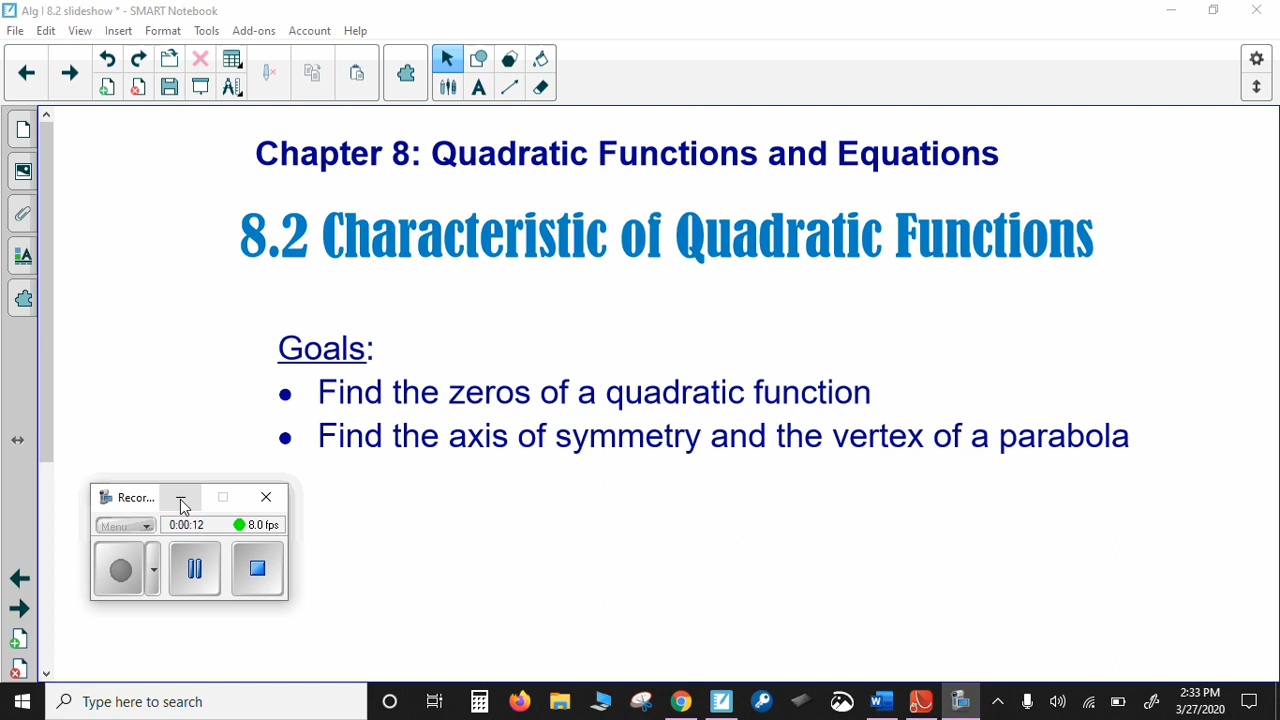 Alg I 8.2 slideshow * - SMART Notebook
File Edit View Insert Format Tools Add-ons Account Help
Chapter 8: Quadratic Functions and Equations
8.2 Characteristic of Quadratic Functions
Goals:
• Find the zeros of a quadratic function
• Find the axis of symmetry and the vertex of a parabola
Recor...
Menu 0:00:12 8.0 fps
Type here to search
2:33 PM
3/27/2020